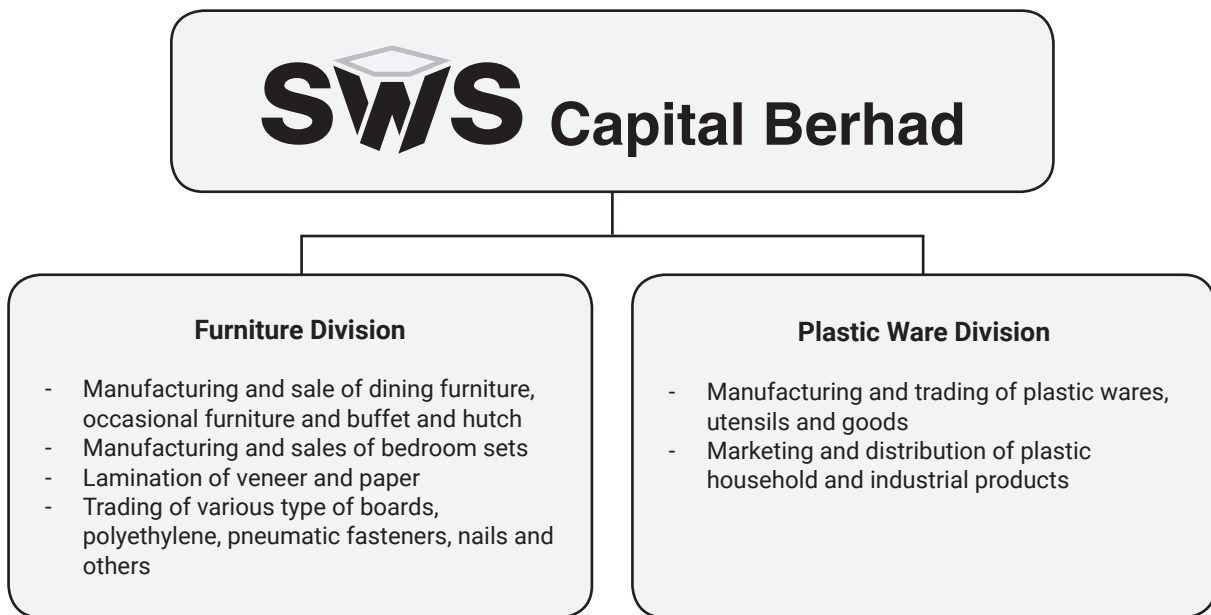 SWS Capital Berhad
Furniture Division
- Manufacturing and sale of dining furniture,
occasional furniture and buffet and hutch
- Manufacturing and sales of bedroom sets
- Lamination of veneer and paper
- Trading of various type of boards,
polyethylene, pneumatic fasteners, nails and
others
Plastic Ware Division
- Manufacturing and trading of plastic wares,
utensils and goods
- Marketing and distribution of plastic
household and industrial products